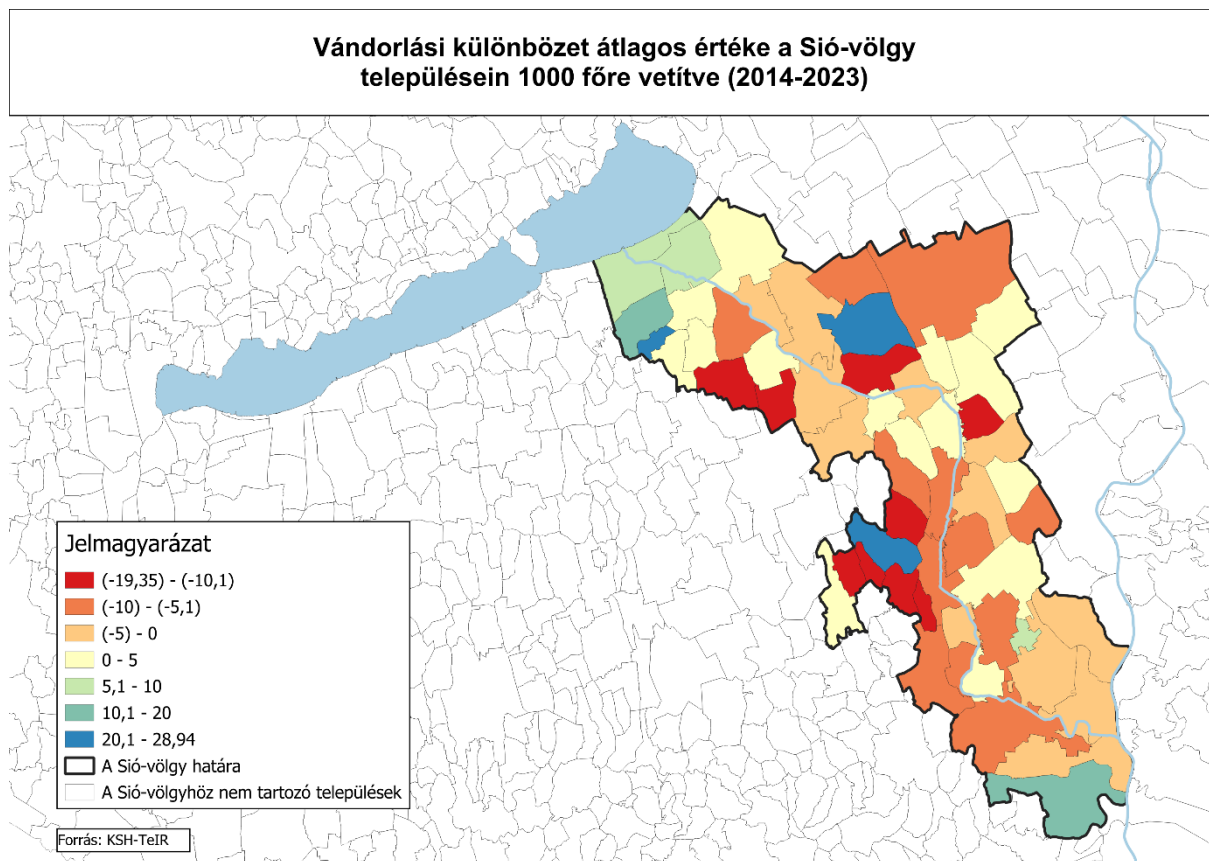 Vándorlási különbözet átlagos értéke a Sió-völgy
településein 1000 főre vetítve (2014-2023)
Jelmagyarázat
(-19,35) - (-10,1)
(-10) - (-5,1)
(-5) - 0
0 - 5
5,1 - 10
10,1 - 20
20,1 - 28,94
A Sió-völgy határa
A Sió-völgyhöz nem tartozó települések
Forrás: KSH-TeIR